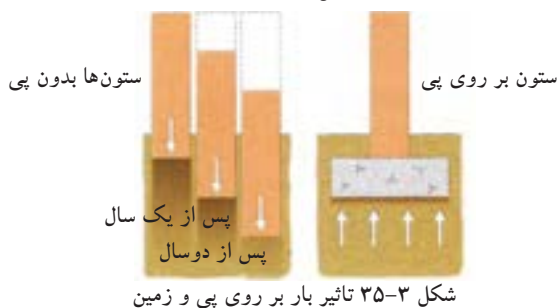 ستون بر روی پی
ستون‌ها بدون پی
پس از یک سال
پس از دوسال
شکل ۳-۳۵ تاثیر بار بر روی پی و زمین